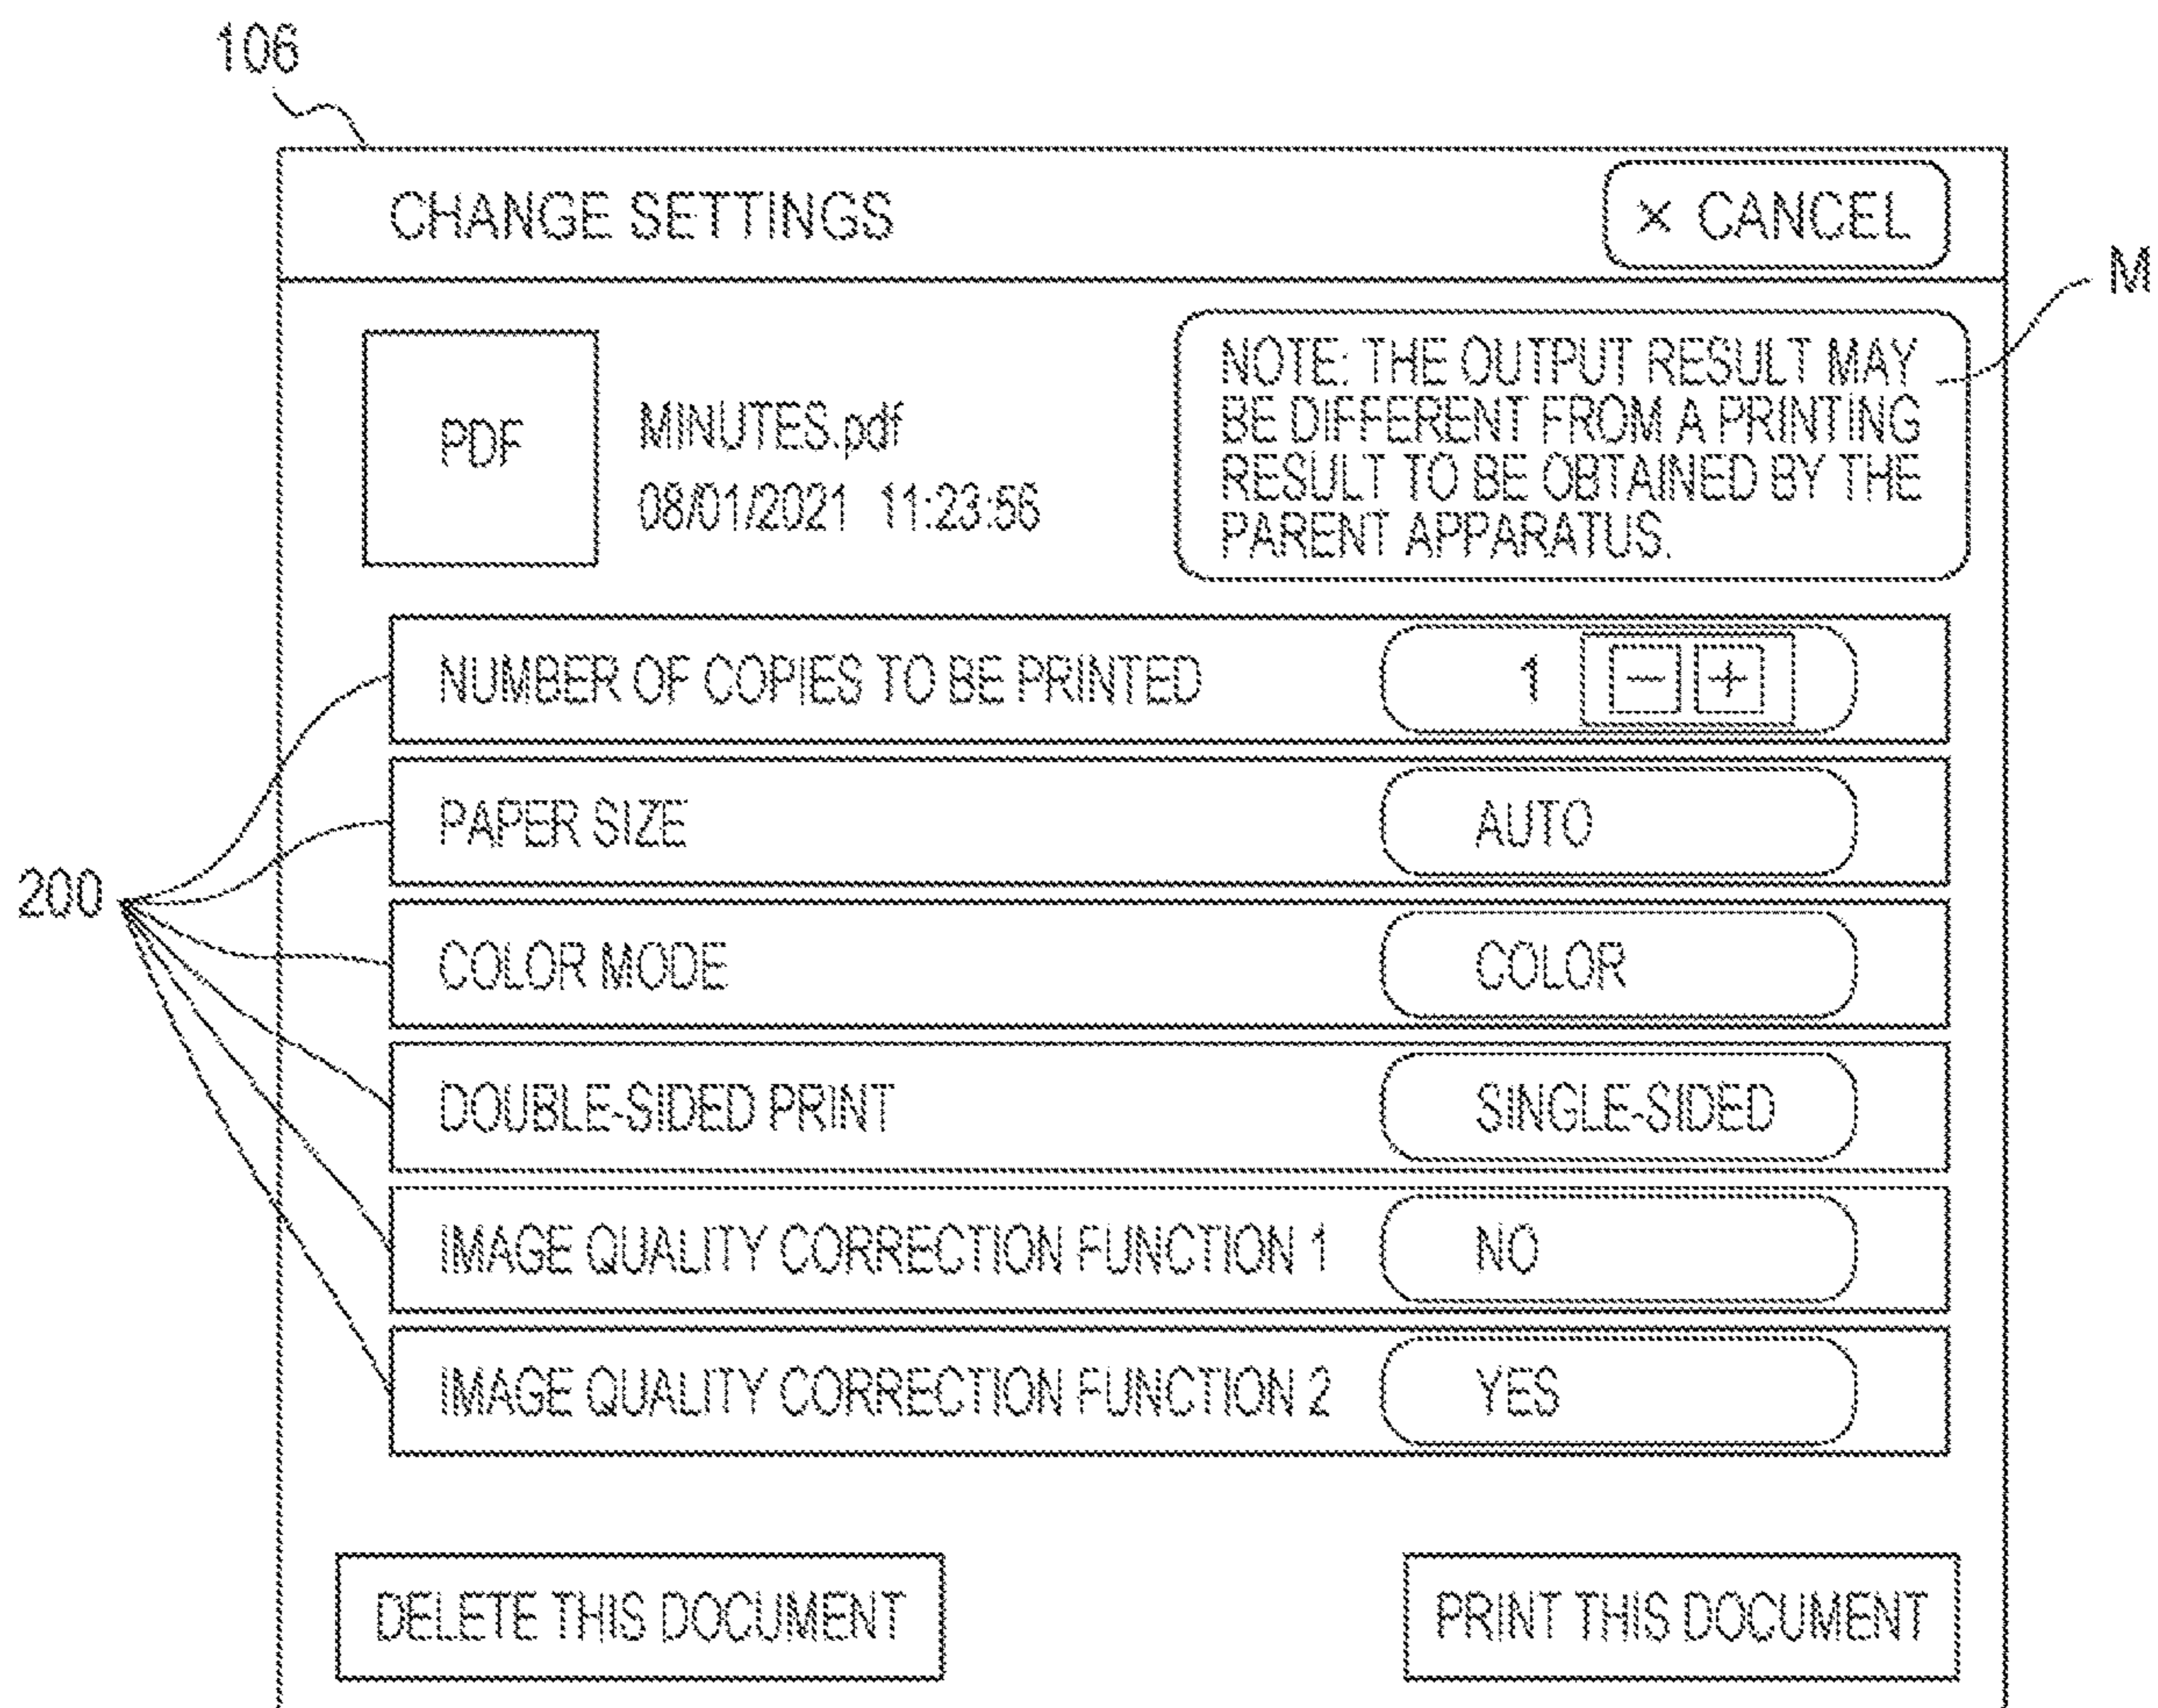 106
CHANGE SETTINGS
× CANCEL
M
PDF
MINUTES.pdf
08/01/2021 11:23:56
NOTE: THE OUTPUT RESULT MAY
BE DIFFERENT FROM A PRINTING
RESULT TO BE OBTAINED BY THE
PARENT APPARATUS.
NUMBER OF COPIES TO BE PRINTED 1 − +
PAPER SIZE AUTO
200
COLOR MODE COLOR
DOUBLE-SIDED PRINT SINGLE-SIDED
IMAGE QUALITY CORRECTION FUNCTION 1 NO
IMAGE QUALITY CORRECTION FUNCTION 2 YES
DELETE THIS DOCUMENT
PRINT THIS DOCUMENT